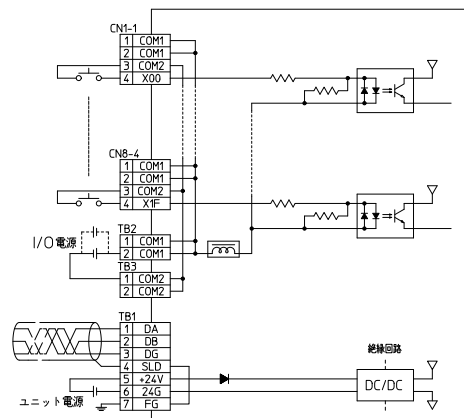 CN1-1
1 COM1
2 COM1
3 COM2
4 X00
CN8-4
1 COM1
2 COM1
3 COM2
4 X1F
TB2
1 COM1
2 COM1
I/O電源
TB3
1 COM2
2 COM2
TB1
1 DA
2 DB
3 DG
4 SLD
5 +24V
6 24G
7 FG
ユニット電源
絶縁回路
DC/DC